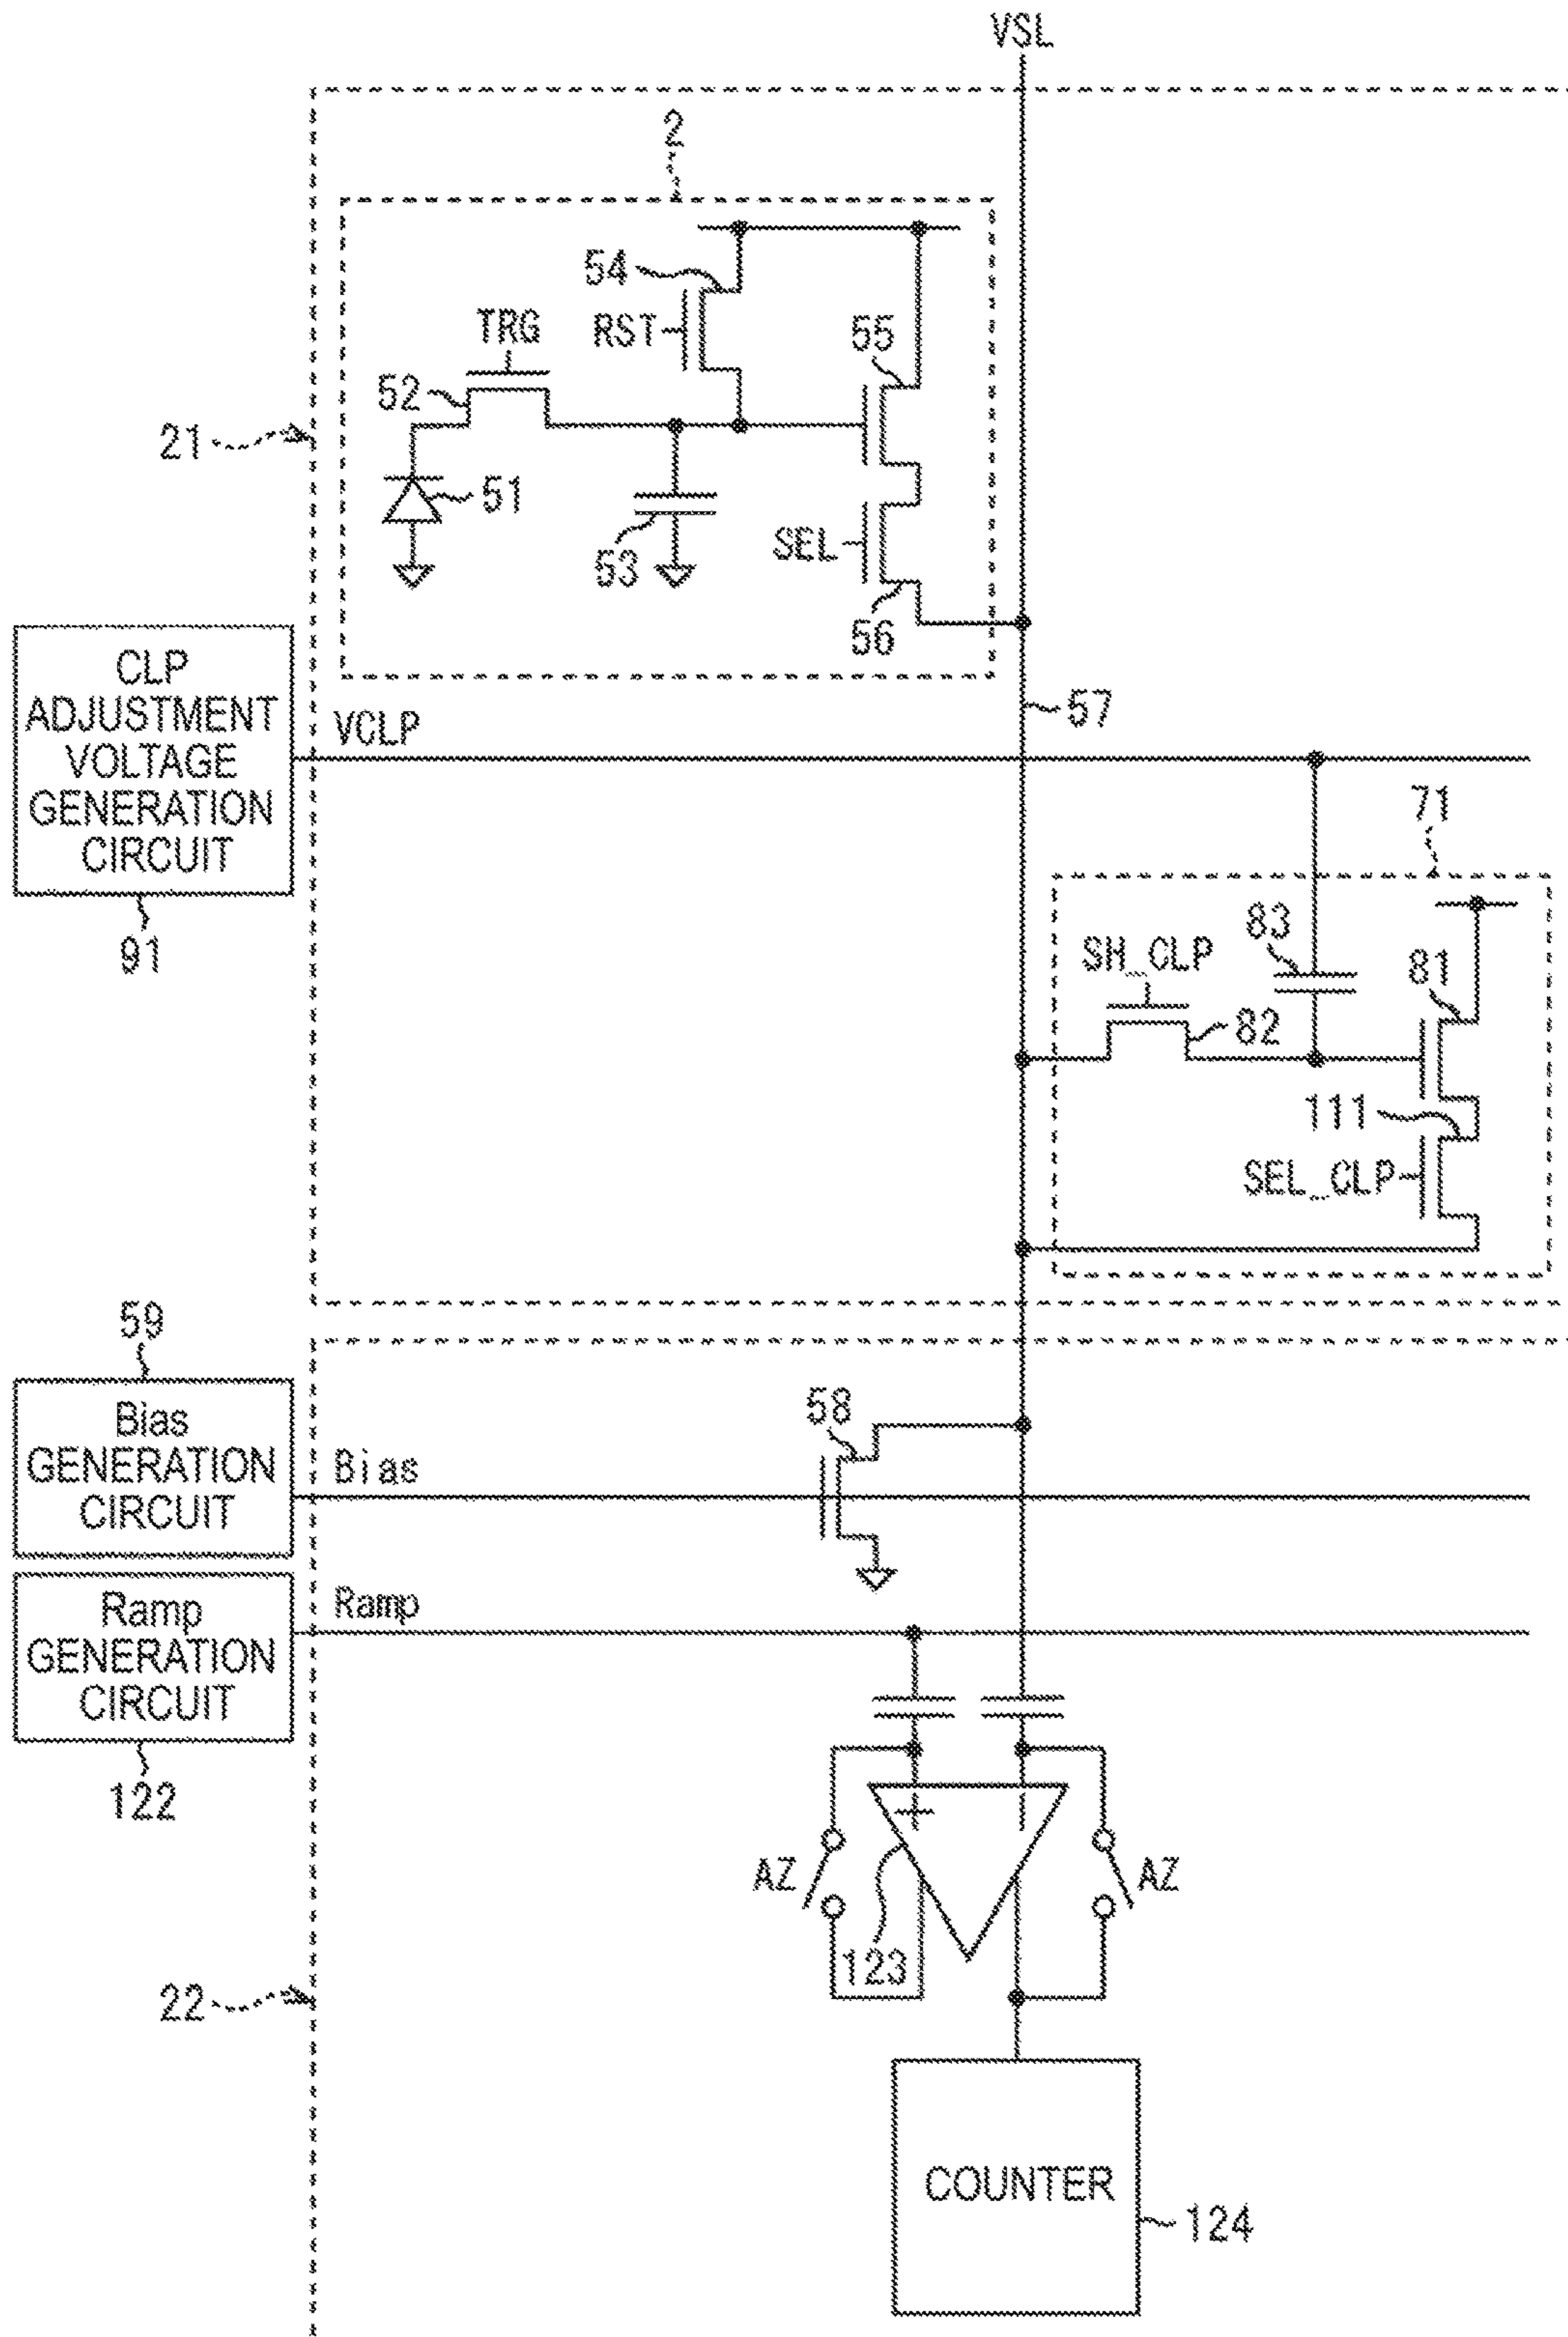 VSL
2
54
RST
TRG
55
52
21
51
SEL
53
56
CLP
ADJUSTMENT
VOLTAGE
GENERATION
CIRCUIT
91
VCLP
57
71
83
SH_CLP
81
82
111
SEL_CLP
59
Bias
GENERATION
CIRCUIT
Bias
58
Ramp
GENERATION
CIRCUIT
122
Ramp
+
AZ
AZ
123
22
COUNTER
124